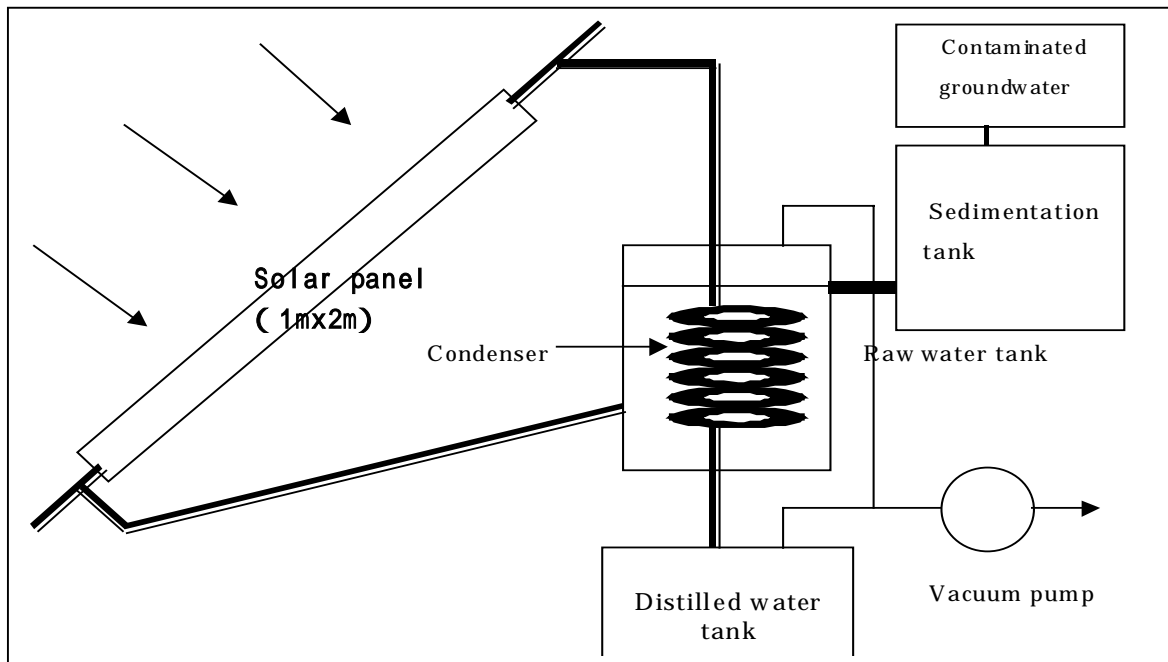 Contaminated
groundwater
Sedimentation
tank
Solar panel
( 1mx2m)
Condenser
Raw water tank
Distilled water
tank
Vacuum pump